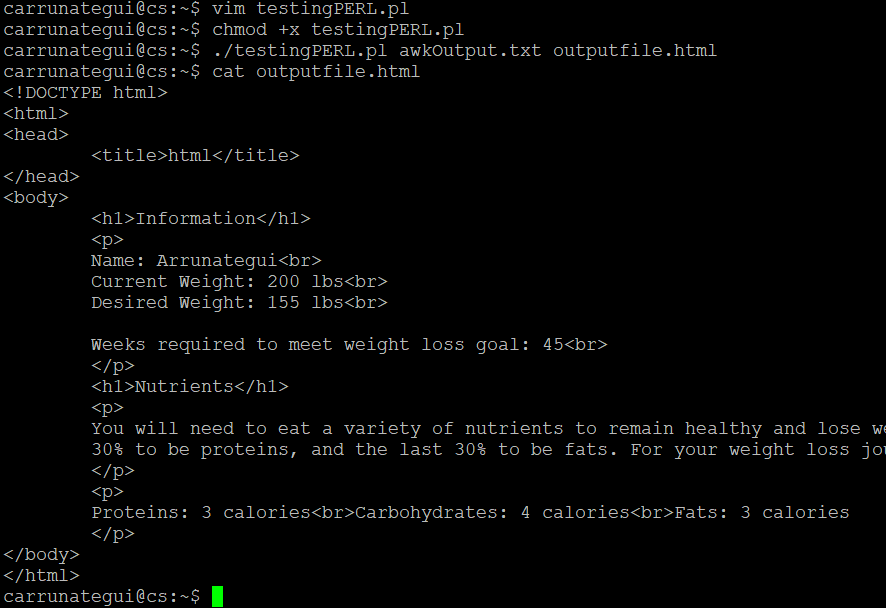 carrunategui@cs:~$ vim testingPERL.pl
carrunategui@cs:~$ chmod +x testingPERL.pl
carrunategui@cs:~$ ./testingPERL.pl awkOutput.txt outputfile.html
carrunategui@cs:~$ cat outputfile.html
<!DOCTYPE html>
<html>
<head>
        <title>html</title>
</head>
<body>
        <h1>Information</h1>
        <p>
        Name: Arrunategui<br>
        Current Weight: 200 lbs<br>
        Desired Weight: 155 lbs<br>

        Weeks required to meet weight loss goal: 45<br>
        </p>
        <h1>Nutrients</h1>
        <p>
        You will need to eat a variety of nutrients to remain healthy and lose
        30% to be proteins, and the last 30% to be fats. For your weight loss
        </p>
        <p>
        Proteins: 3 calories<br>Carbohydrates: 4 calories<br>Fats: 3 calories
        </p>
</body>
</html>
carrunategui@cs:~$